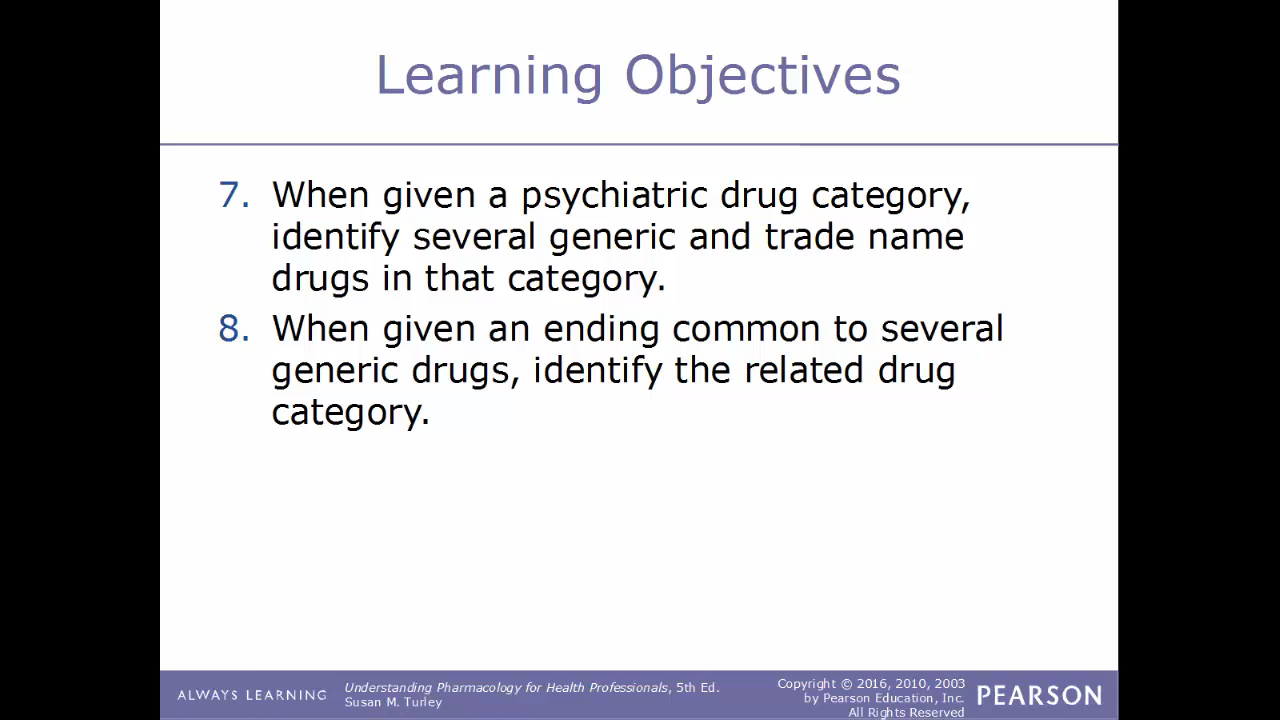 Learning Objectives
7. When given a psychiatric drug category,
identify several generic and trade name
drugs in that category.
8. When given an ending common to several
generic drugs, identify the related drug
category.
ALWAYS LEARNING
Understanding Pharmacology for Health Professionals, 5th Ed.
Susan M. Turley
Copyright © 2016, 2010, 2003
by Pearson Education, Inc.
All Rights Reserved
PEARSON